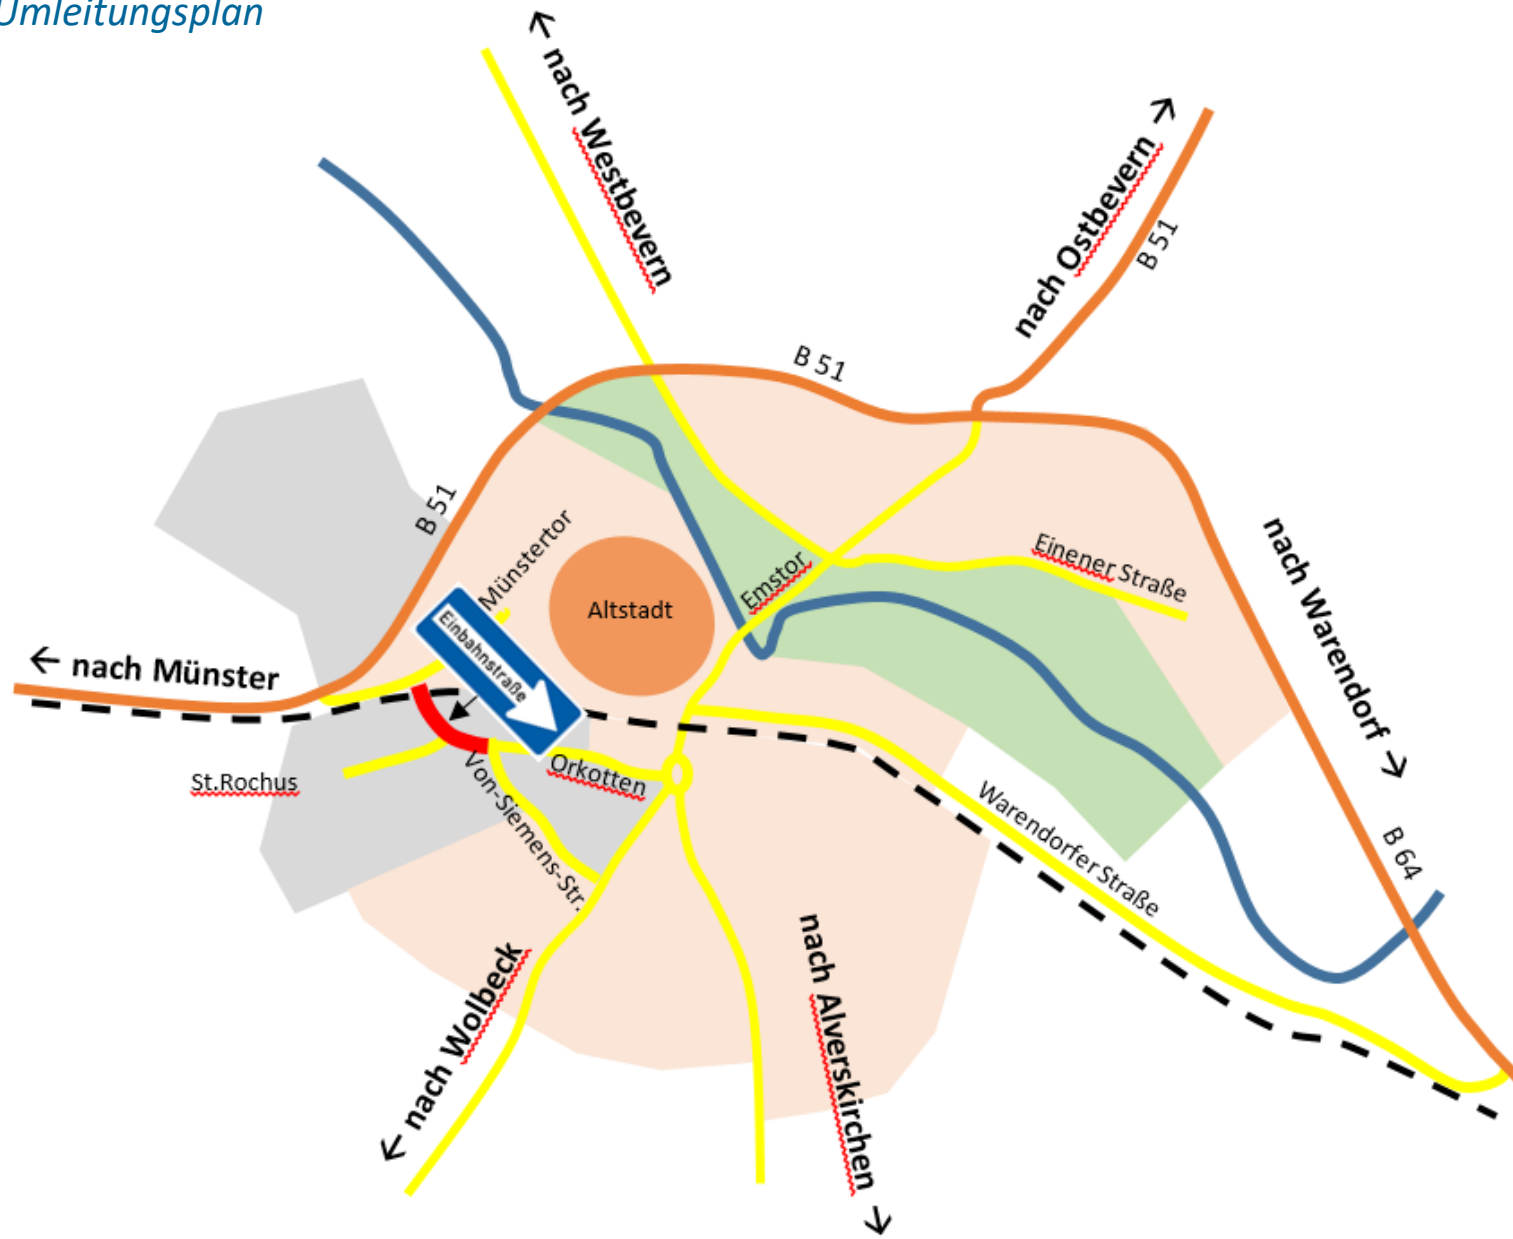 Umleitungsplan
← nach Westbevern
nach Ostbevern →
B 51
B 51
B 51
Münstertor
Altstadt
Emstor
Einener Straße
nach Warendorf →
Einbahnstraße
← nach Münster
St.Rochus
Orkotten
Von-Siemens-Str.
Warendorfer Straße
B 64
← nach Wolbeck
nach Alverskirchen →